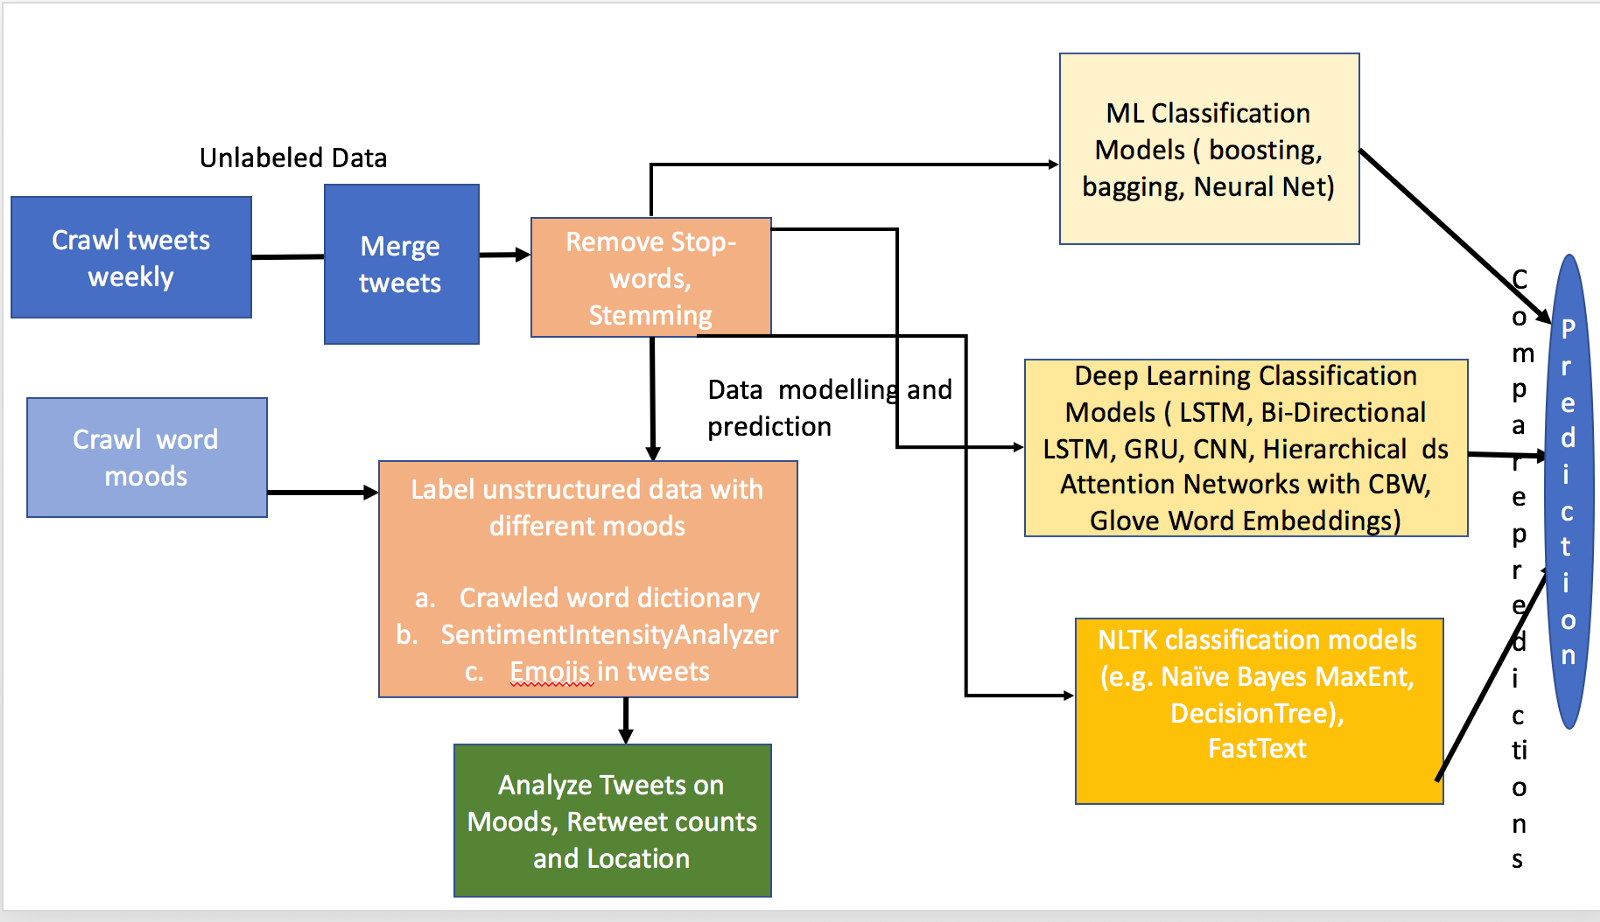 Unlabeled Data
Crawl tweets
weekly
Merge
tweets
Remove Stop-
words,
Stemming
Crawl  word
moods
Data  modelling and
prediction
Label unstructured data with
different moods
a. Crawled word dictionary
b. SentimentIntensityAnalyzer
c. Emojis in tweets
Analyze Tweets on
Moods, Retweet counts
and Location
ML Classification
Models ( boosting,
bagging, Neural Net)
Deep Learning Classification
Models ( LSTM, Bi-Directional
LSTM, GRU, CNN, Hierarchical  ds
Attention Networks with CBW,
Glove Word Embeddings)
NLTK classification models
(e.g. Naïve Bayes MaxEnt,
DecisionTree),
FastText
Compare predictions
Prediction